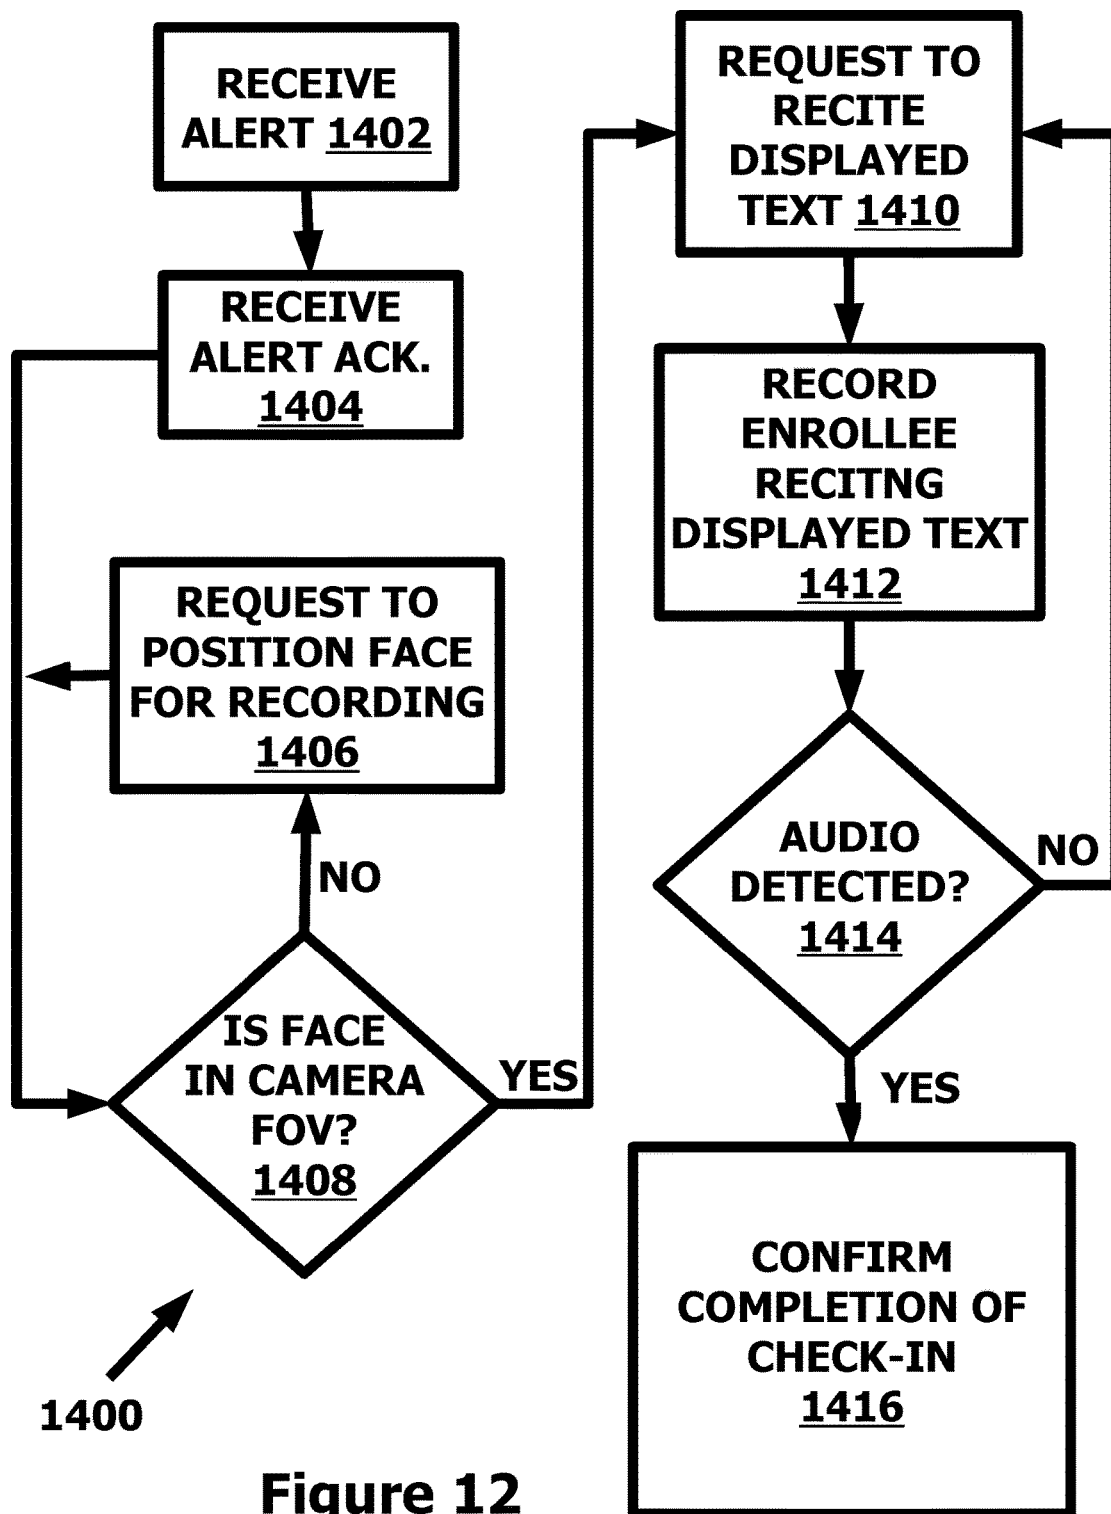 RECEIVE
ALERT 1402
RECEIVE
ALERT ACK.
1404
REQUEST TO
POSITION FACE
FOR RECORDING
1406
NO
IS FACE
IN CAMERA
FOV?
1408
YES
1400
REQUEST TO
RECITE
DISPLAYED
TEXT 1410
RECORD
ENROLLEE
RECITNG
DISPLAYED TEXT
1412
AUDIO
DETECTED?
1414
NO
YES
CONFIRM
COMPLETION OF
CHECK-IN
1416
Figure 12